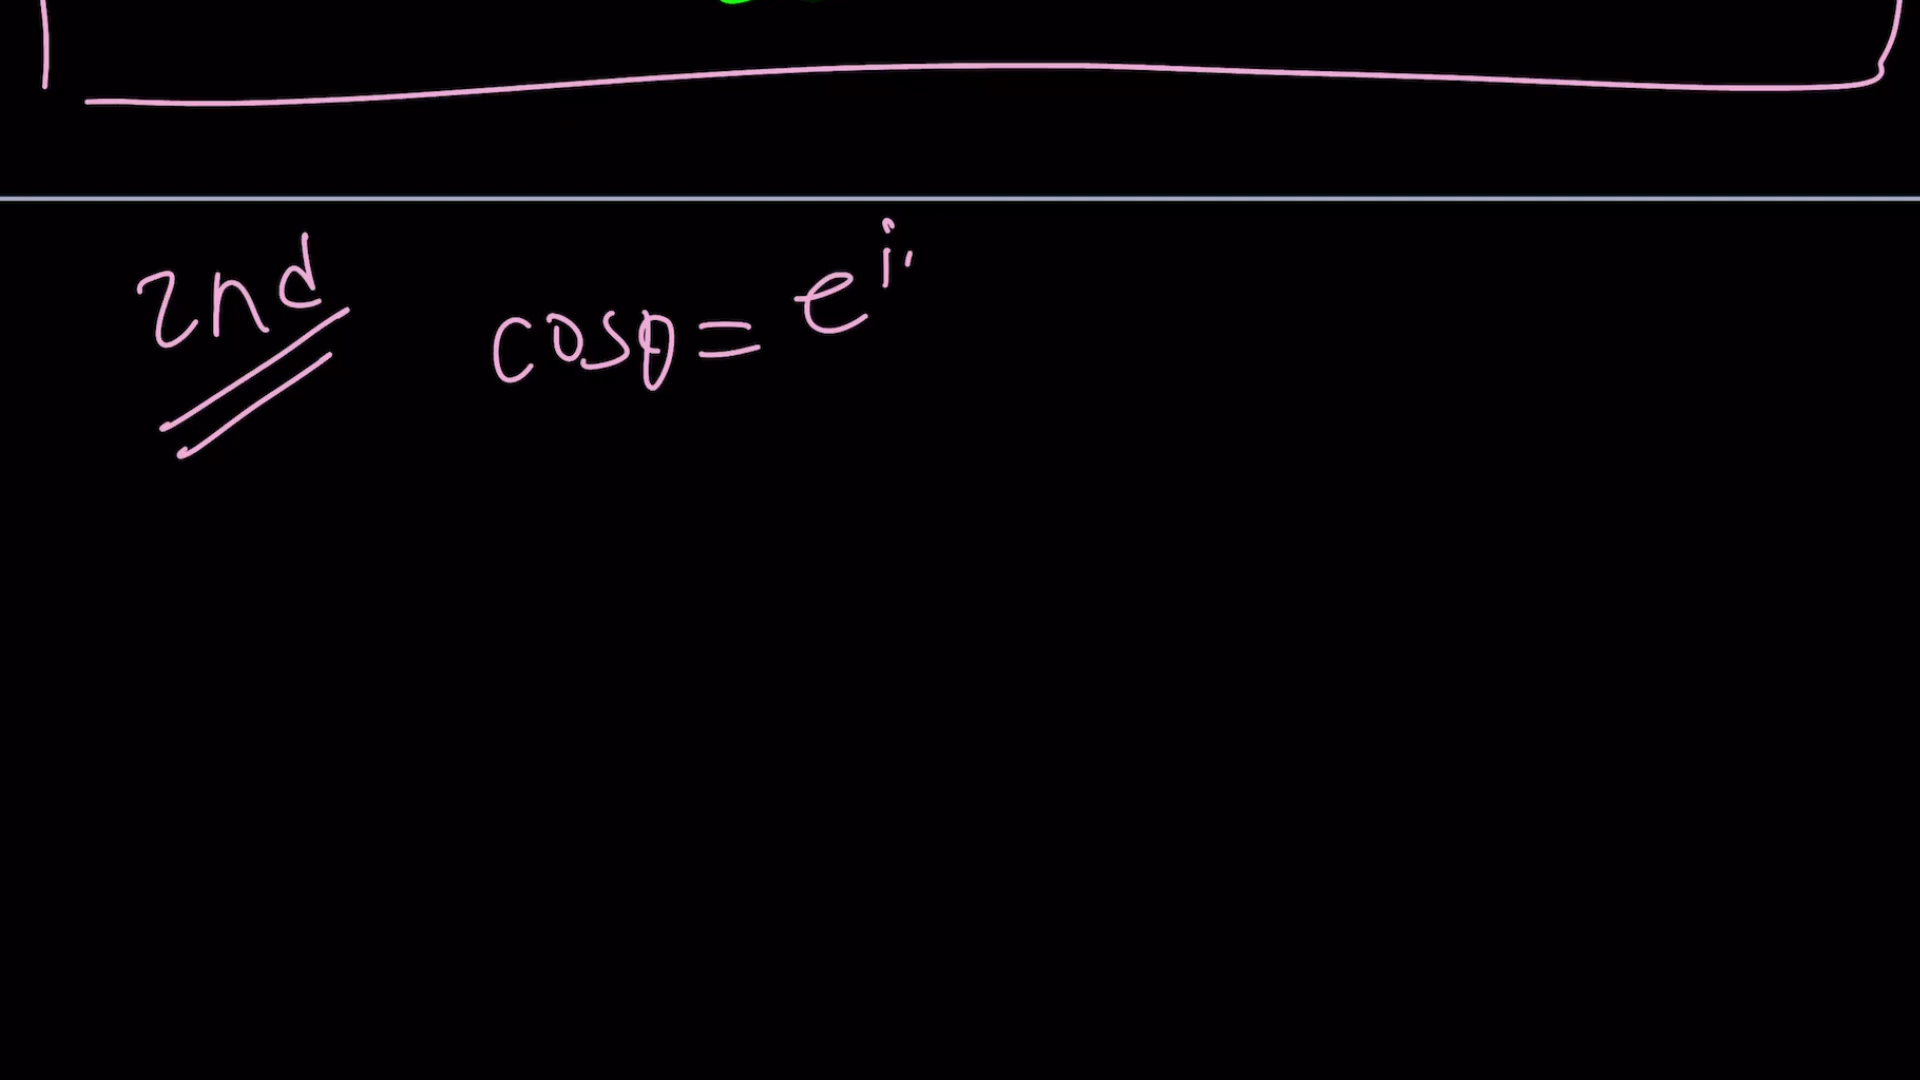 2nd
cosθ = e^i